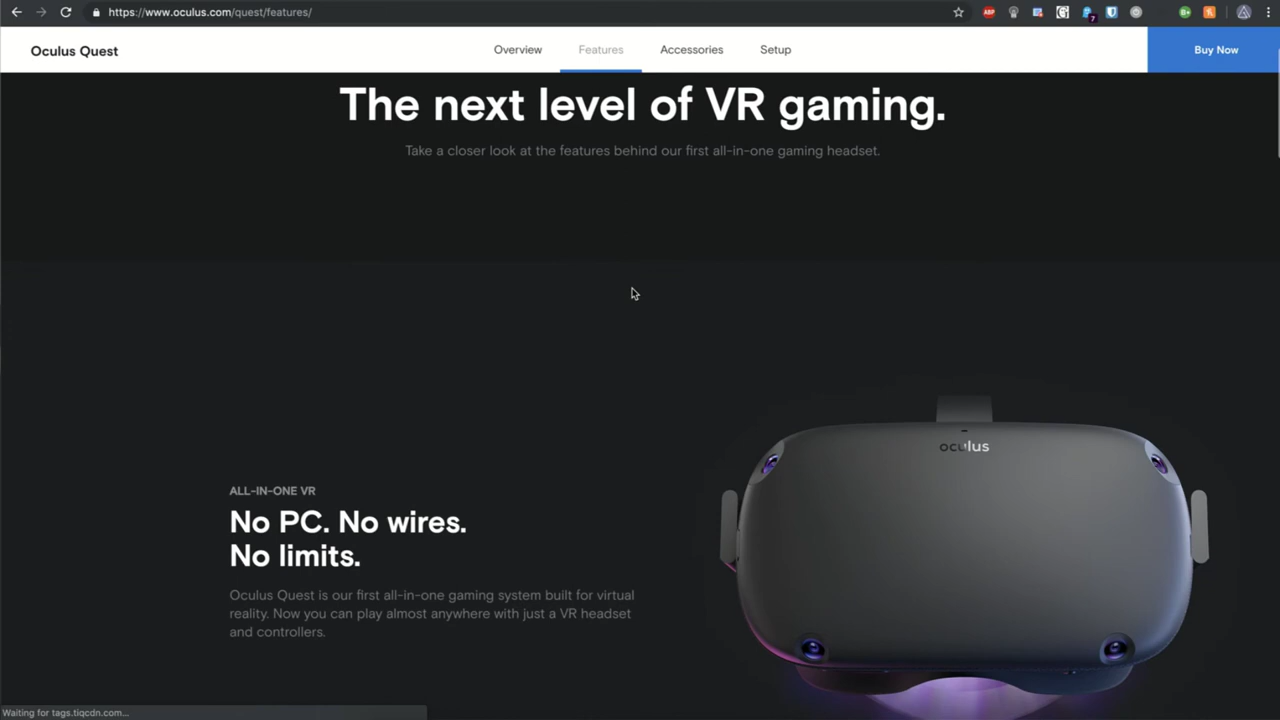 https://www.oculus.com/quest/features/
ABP
G
7
Oculus Quest
Overview
Features
Accessories
Setup
Buy Now
The next level of VR gaming.
Take a closer look at the features behind our first all-in-one gaming headset.
oculus
ALL-IN-ONE VR
No PC. No wires.
No limits.
Oculus Quest is our first all-in-one gaming system built for virtual
reality. Now you can play almost anywhere with just a VR headset
and controllers.
Waiting for tags.tiqcdn.com...